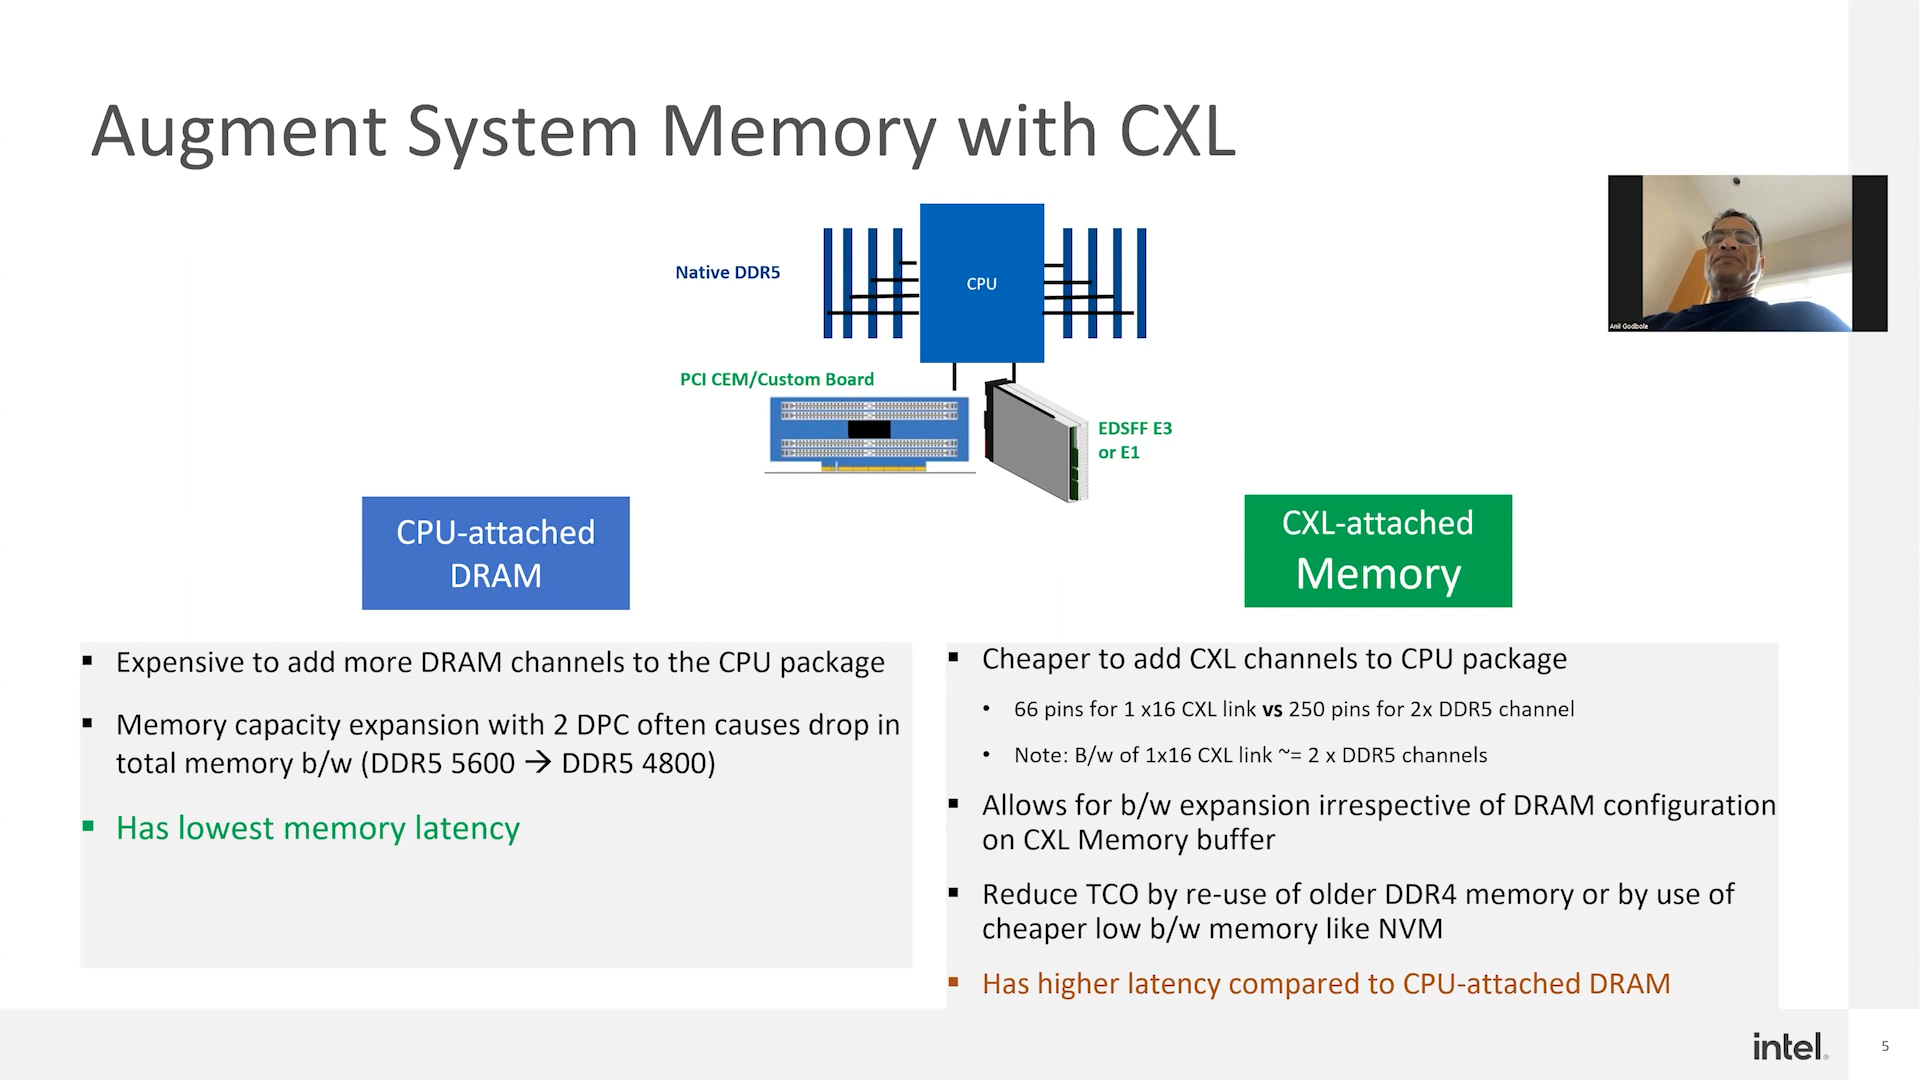 Augment System Memory with CXL
Native DDR5
CPU
PCI CEM/Custom Board
EDSFF E3
or E1
Anil Godbole
CPU-attached
DRAM
▪ Expensive to add more DRAM channels to the CPU package
▪ Memory capacity expansion with 2 DPC often causes drop in
total memory b/w (DDR5 5600 → DDR5 4800)
▪ Has lowest memory latency
CXL-attached
Memory
▪ Cheaper to add CXL channels to CPU package
• 66 pins for 1 x16 CXL link vs 250 pins for 2x DDR5 channel
• Note: B/w of 1x16 CXL link ~= 2 x DDR5 channels
▪ Allows for b/w expansion irrespective of DRAM configuration
on CXL Memory buffer
▪ Reduce TCO by re-use of older DDR4 memory or by use of
cheaper low b/w memory like NVM
▪ Has higher latency compared to CPU-attached DRAM
intel.
5